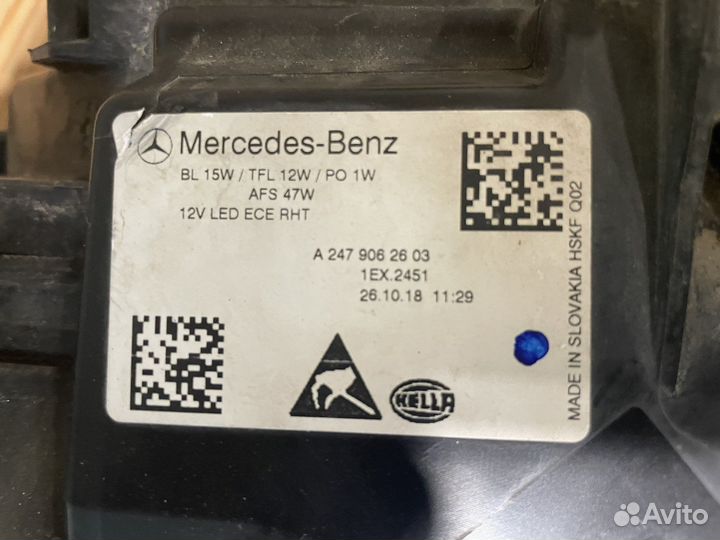 Mercedes-Benz
BL 15W / TFL 12W / PO 1W
AFS 47W
12V LED ECE RHT
A 247 906 26 03
1EX.2451
26.10.18 11:29
MADE IN SLOVAKIA HSKF Q02
HELLA
Avito